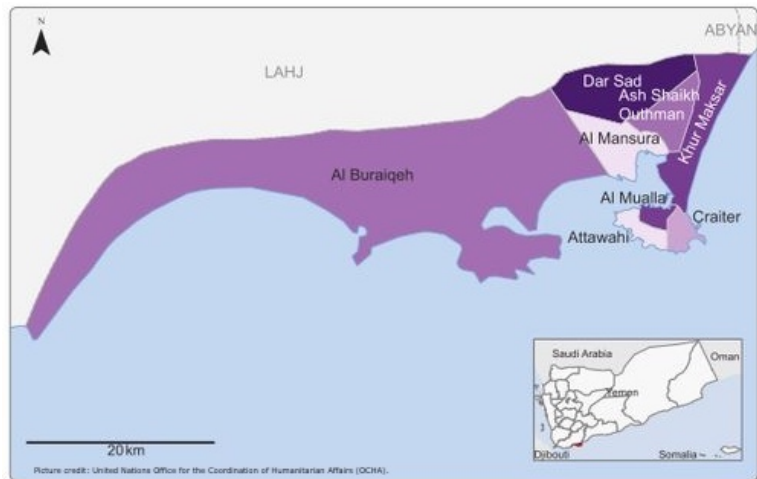 N
ABYAN
LAHJ
Dar Sad
Ash Shaikh
Outhman
Khur Maksar
Al Mansura
Al Buraiqeh
Al Mualla
Craiter
Attawahi
Saudi Arabia
Oman
Yemen
Djibouti
Somalia
20km
Picture credit: United Nations Office for the Coordination of Humanitarian Affairs (OCHA).